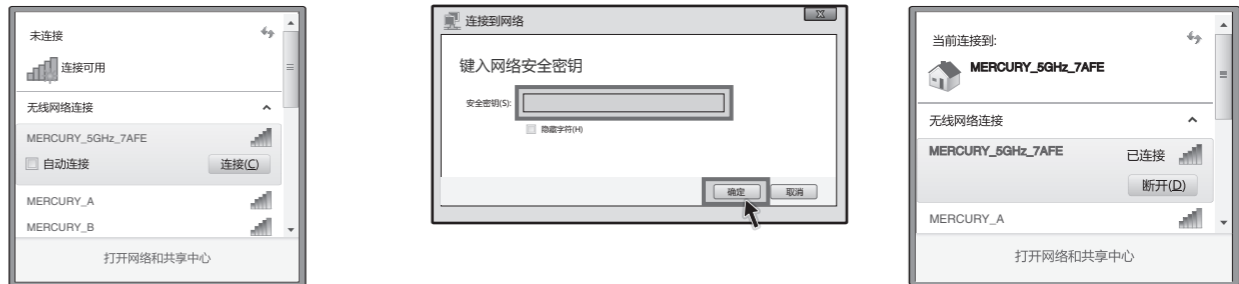 未连接
连接可用
无线网络连接
MERCURY_5GHz_7AFE
自动连接
连接(C)
MERCURY_A
MERCURY_B
打开网络和共享中心
连接到网络
键入网络安全密钥
安全密钥(S):
隐藏字符(H)
确定
取消
当前连接到:
MERCURY_5GHz_7AFE
无线网络连接
MERCURY_5GHz_7AFE
已连接
断开(D)
MERCURY_A
打开网络和共享中心